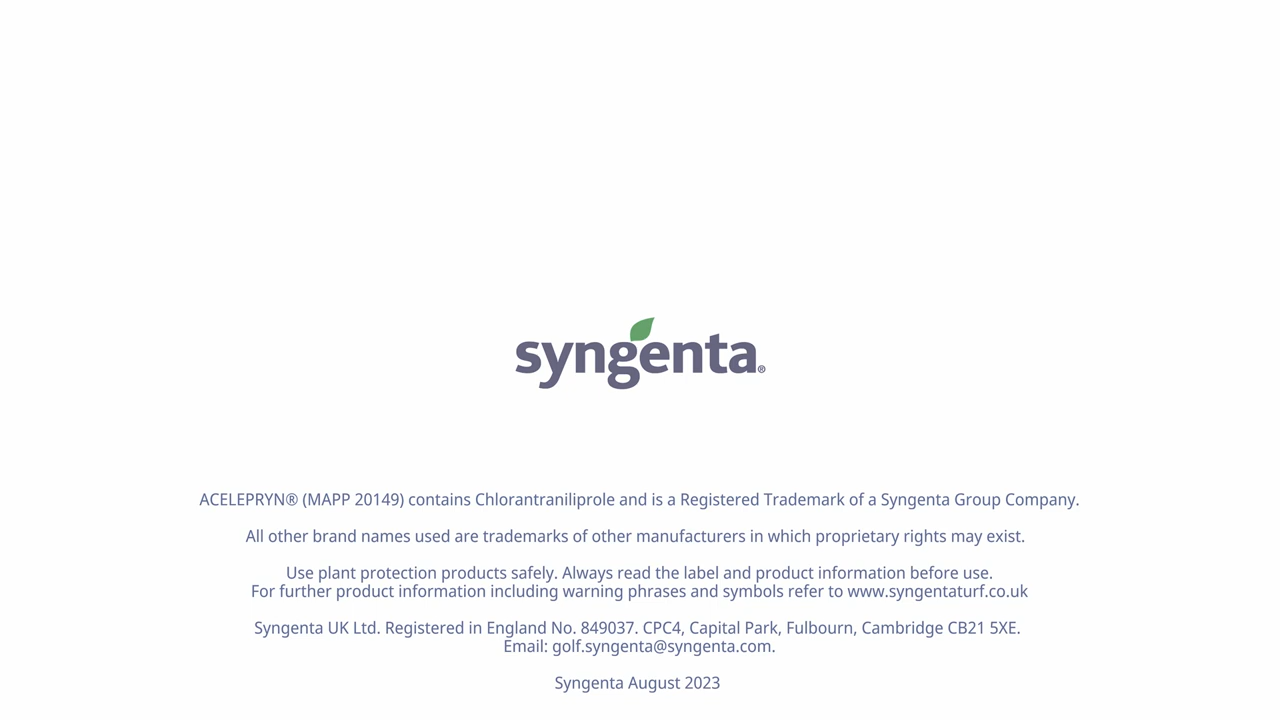 syngenta®
ACELEPRYN® (MAPP 20149) contains Chlorantraniliprole and is a Registered Trademark of a Syngenta Group Company.
All other brand names used are trademarks of other manufacturers in which proprietary rights may exist.
Use plant protection products safely. Always read the label and product information before use.
For further product information including warning phrases and symbols refer to www.syngentaturf.co.uk
Syngenta UK Ltd. Registered in England No. 849037. CPC4, Capital Park, Fulbourn, Cambridge CB21 5XE.
Email: golf.syngenta@syngenta.com.
Syngenta August 2023